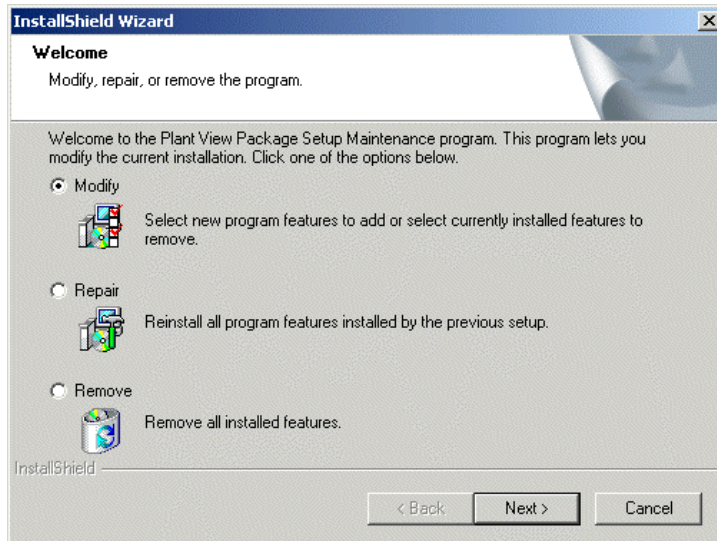 InstallShield Wizard
Welcome
Modify, repair, or remove the program.
Welcome to the Plant View Package Setup Maintenance program. This program lets you
modify the current installation. Click one of the options below.
Modify
Select new program features to add or select currently installed features to
remove.
Repair
Reinstall all program features installed by the previous setup.
Remove
Remove all installed features.
InstallShield
< Back
Next >
Cancel